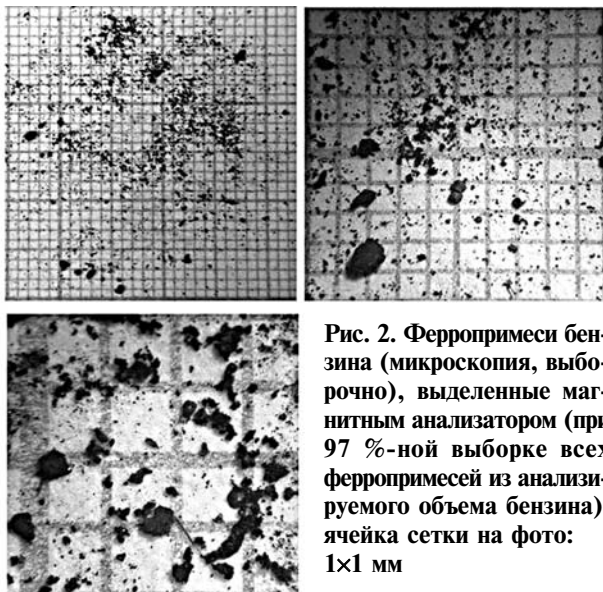 Рис. 2. Ферропримеси бен-
зина (микроскопия, выбо-
рочно), выделенные маг-
нитным анализатором (при
97 %-ной выборке всех
ферропримесей из анализи-
руемого объема бензина)
ячейка сетки на фото:
1×1 мм